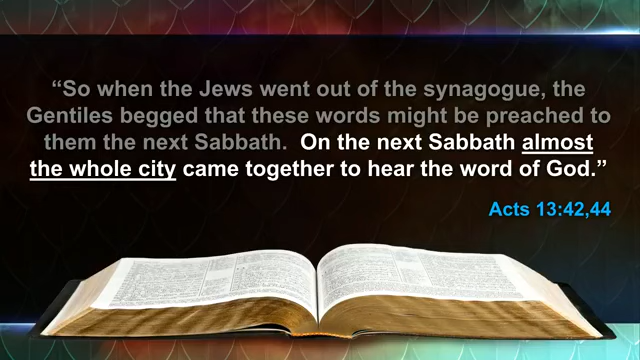 “So when the Jews went out of the synagogue, the
Gentiles begged that these words might be preached to
them the next Sabbath.  On the next Sabbath almost
the whole city came together to hear the word of God.”
Acts 13:42,44